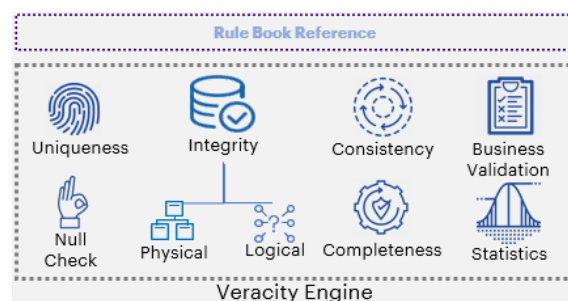 Rule Book Reference
Uniqueness
Integrity
Consistency
Business
Validation
Null
Check
Physical
Logical
Completeness
Statistics
Veracity Engine